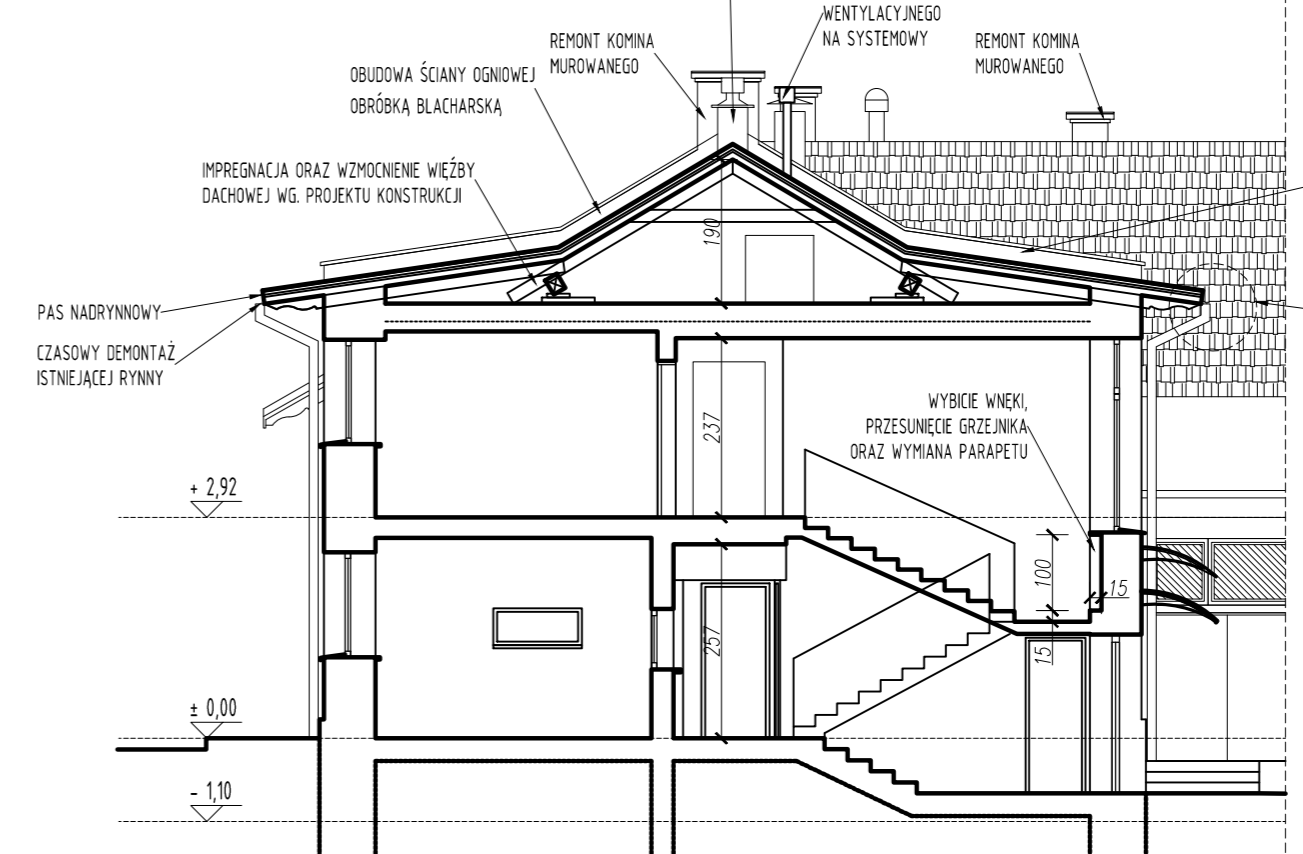 WENTYLACYJNEGO
NA SYSTEMOWY
REMONT KOMINA
MUROWANEGO
REMONT KOMINA
MUROWANEGO
OBUDOWA ŚCIANY OGNIOWEJ
OBRÓBKĄ BLACHARSKĄ
IMPREGNACJA ORAZ WZMOCNIENIE WIĘŹBY
DACHOWEJ WG. PROJEKTU KONSTRUKCJI
190
PAS NADRYNNOWY
CZASOWY DEMONTAŻ
ISTNIEJĄCEJ RYNNY
WYBICIE WNĘKI,
PRZESUNIĘCIE GRZEJNIKA
ORAZ WYMIANA PARAPETU
237
+ 2,92
100
15
257
15
± 0,00
- 1,10